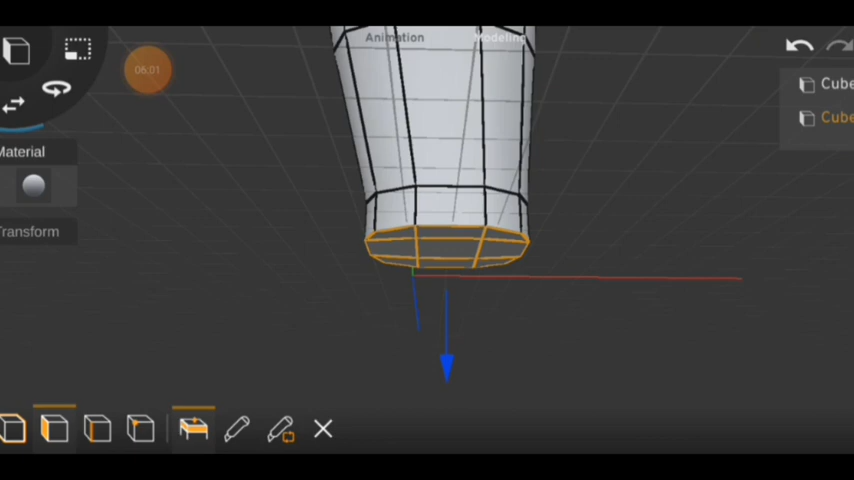 Animation
Modeling
06:01
Cube
Cube
Material
Transform